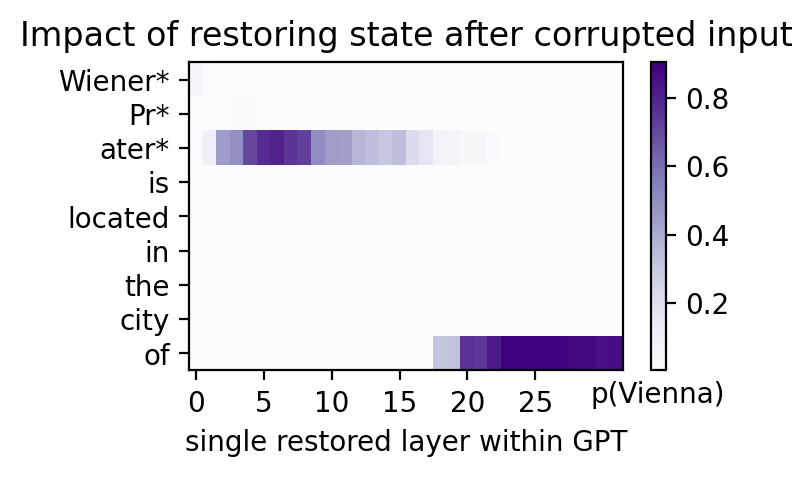 Impact of restoring state after corrupted input
Wiener*
Pr*
ater*
is
located
in
the
city
of
0 5 10 15 20 25
single restored layer within GPT
0.8
0.6
0.4
0.2
p(Vienna)